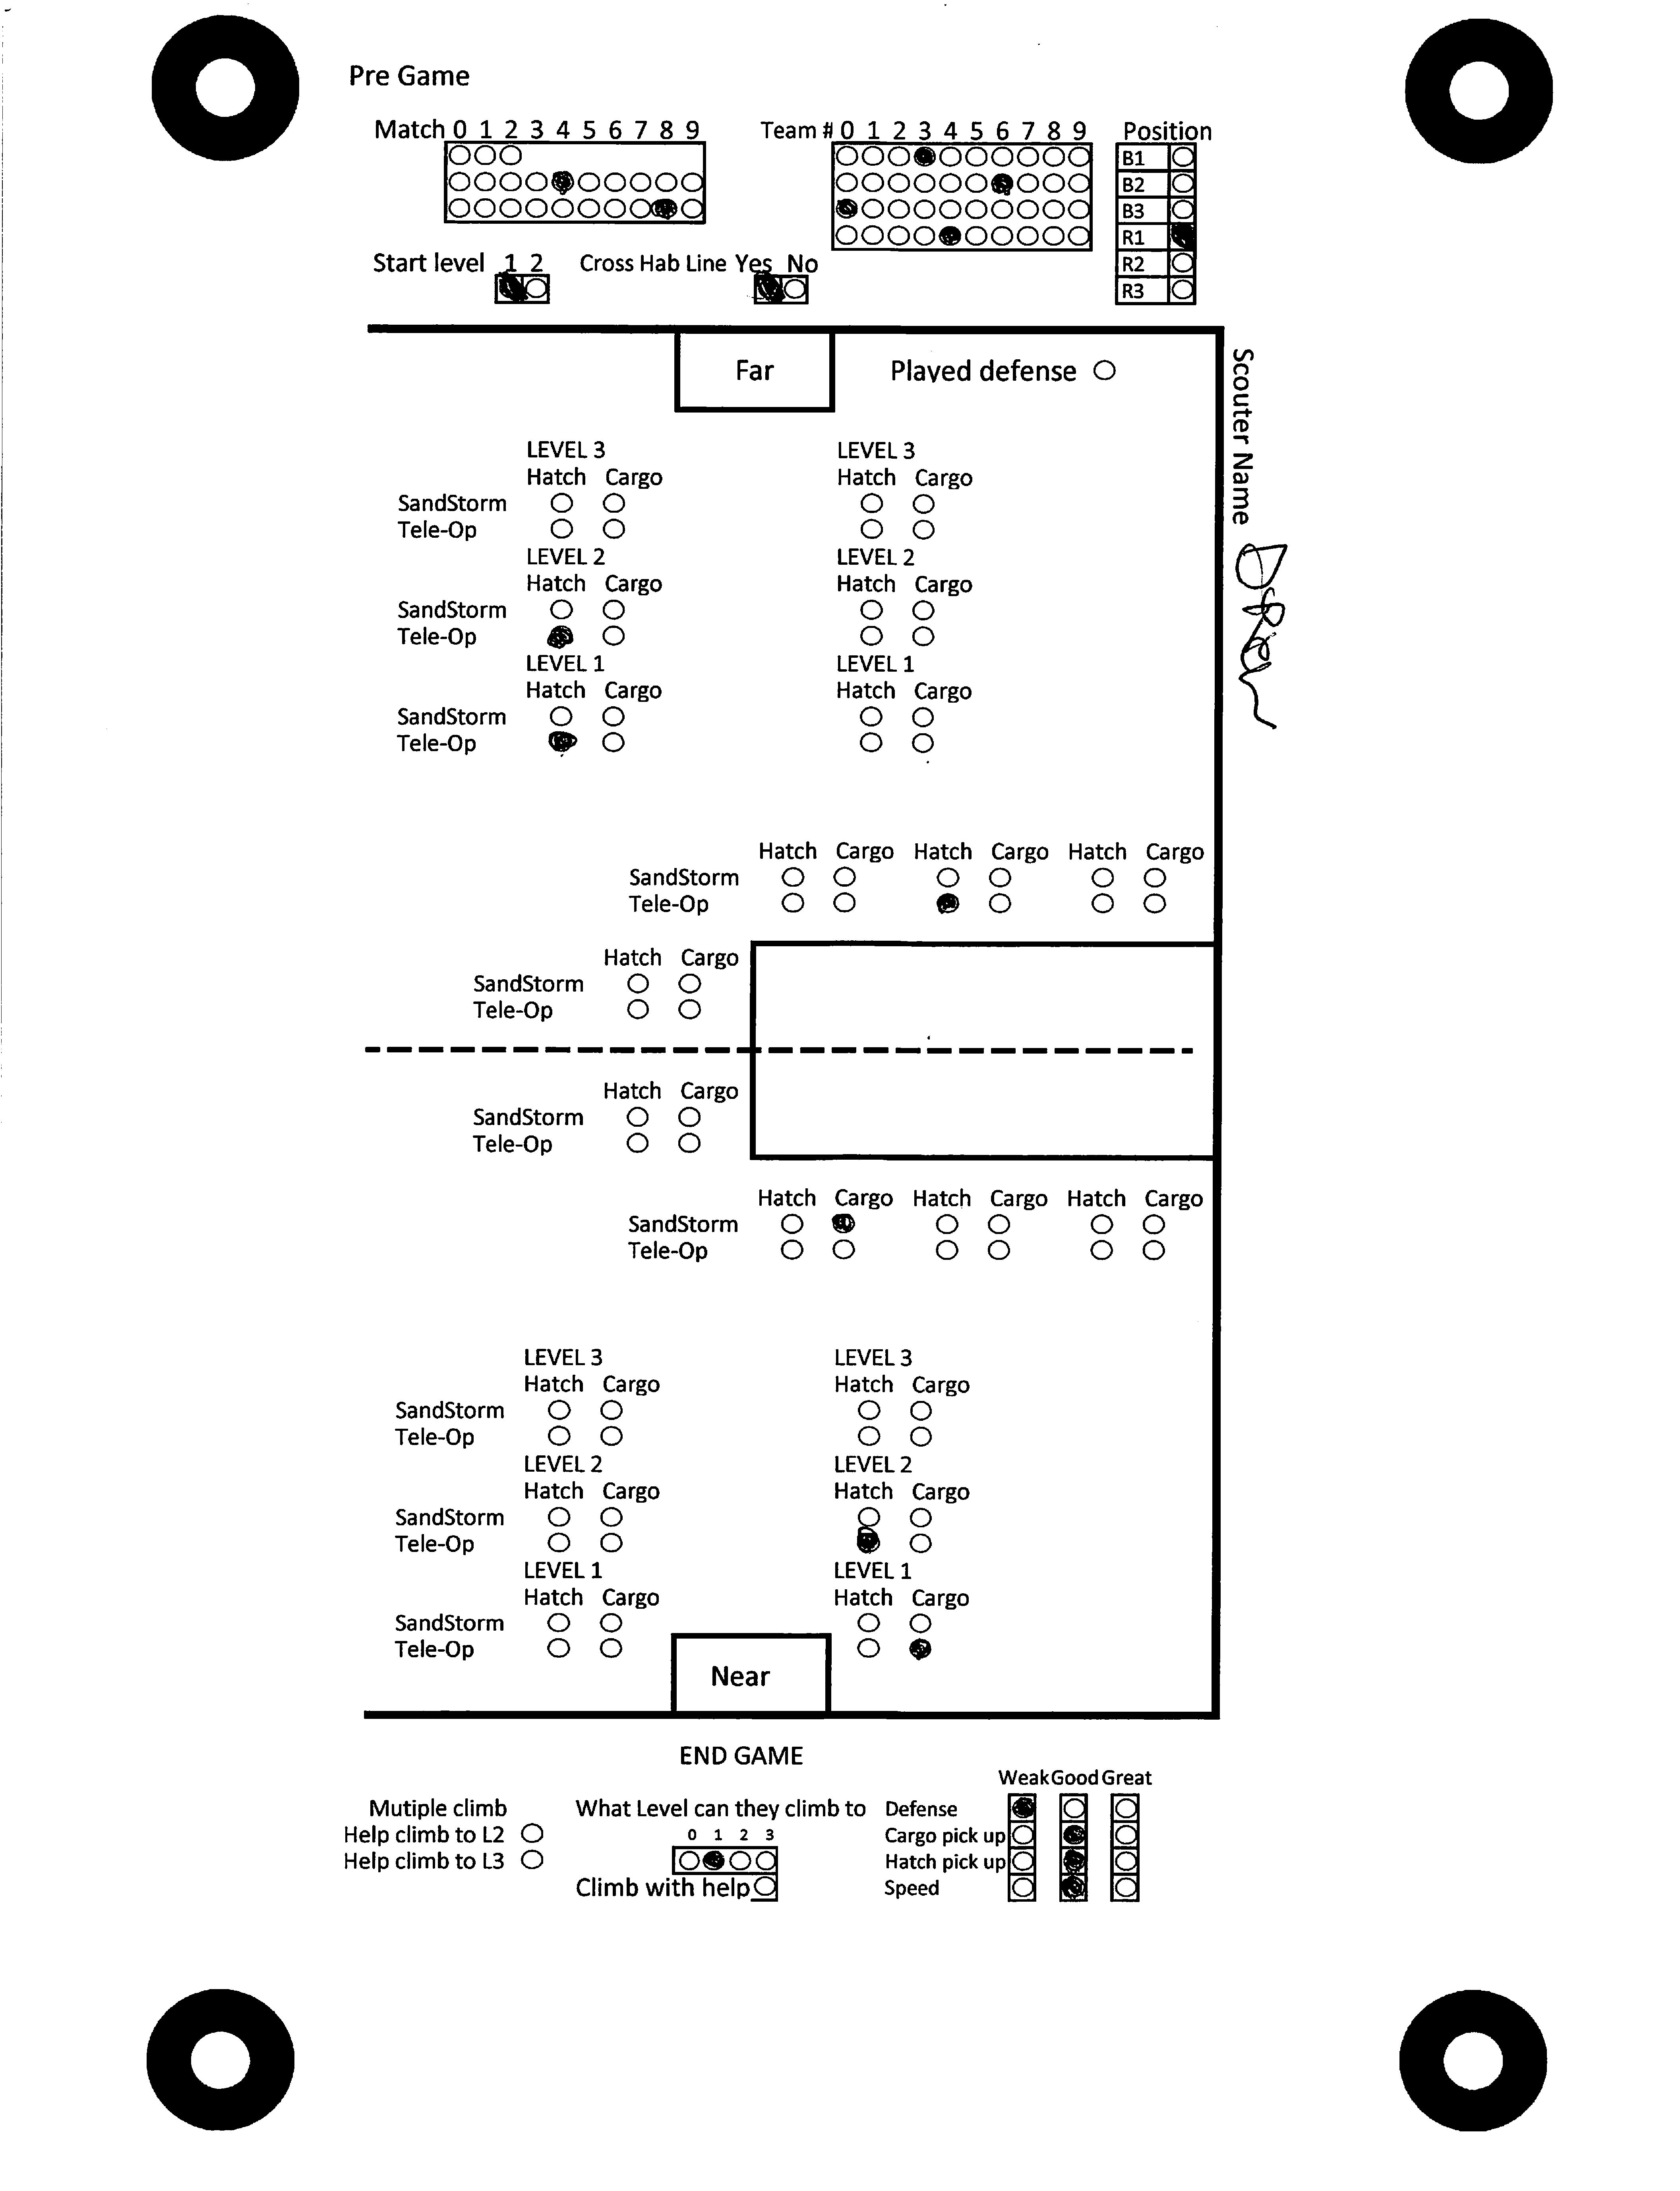 Pre Game
Match 0 1 2 3 4 5 6 7 8 9
Team # 0 1 2 3 4 5 6 7 8 9
Position
B1
B2
B3
R1
R2
R3
Start level 1 2
Cross Hab Line Yes No
Far
Played defense
Scouter Name
LEVEL 3 LEVEL 3
Hatch Cargo Hatch Cargo
SandStorm
Tele-Op
LEVEL 2 LEVEL 2
Hatch Cargo Hatch Cargo
SandStorm
Tele-Op
LEVEL 1 LEVEL 1
Hatch Cargo Hatch Cargo
SandStorm
Tele-Op
Hatch Cargo Hatch Cargo Hatch Cargo
SandStorm
Tele-Op
Hatch Cargo
SandStorm
Tele-Op
Hatch Cargo
SandStorm
Tele-Op
Hatch Cargo Hatch Cargo Hatch Cargo
SandStorm
Tele-Op
LEVEL 3 LEVEL 3
Hatch Cargo Hatch Cargo
SandStorm
Tele-Op
LEVEL 2 LEVEL 2
Hatch Cargo Hatch Cargo
SandStorm
Tele-Op
LEVEL 1 LEVEL 1
Hatch Cargo Hatch Cargo
SandStorm
Tele-Op
Near
END GAME
Mutiple climb
Help climb to L2
Help climb to L3
What Level can they climb to
0 1 2 3
Climb with help
Weak Good Great
Defense
Cargo pick up
Hatch pick up
Speed